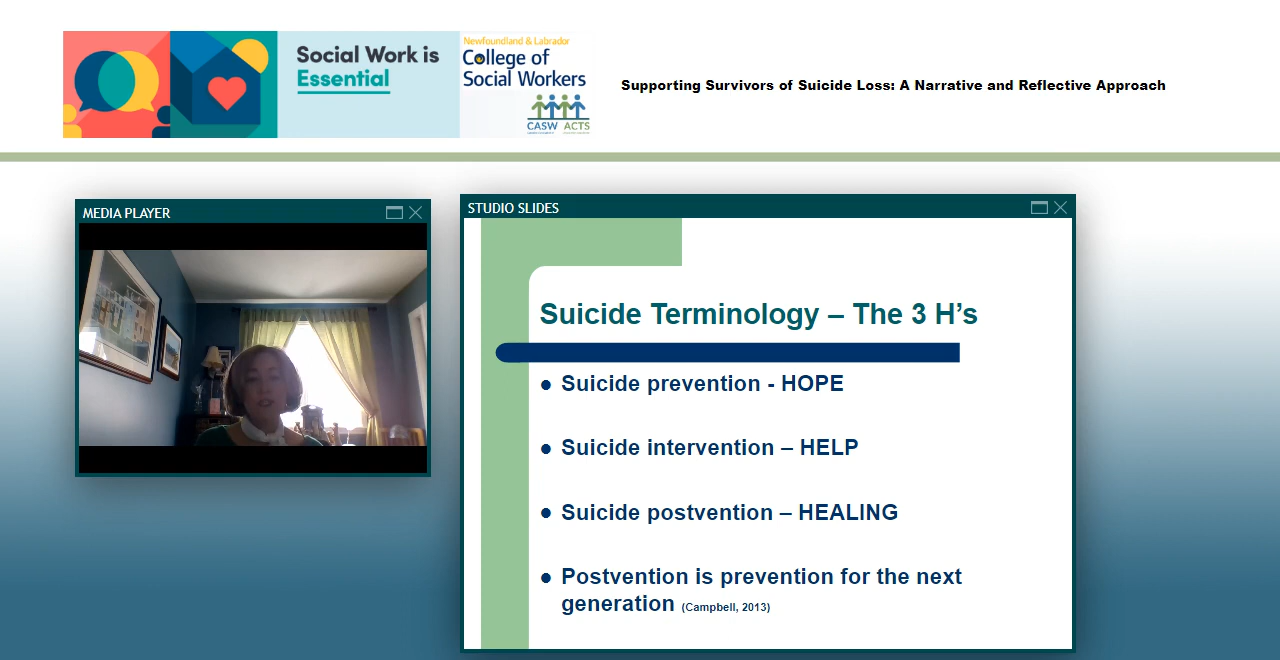 Social Work is
Essential
Newfoundland & Labrador
College of
Social Workers
CASW ACTS
Supporting Survivors of Suicide Loss: A Narrative and Reflective Approach
MEDIA PLAYER
STUDIO SLIDES
Suicide Terminology – The 3 H’s
● Suicide prevention - HOPE
● Suicide intervention – HELP
● Suicide postvention – HEALING
● Postvention is prevention for the next
generation (Campbell, 2013)